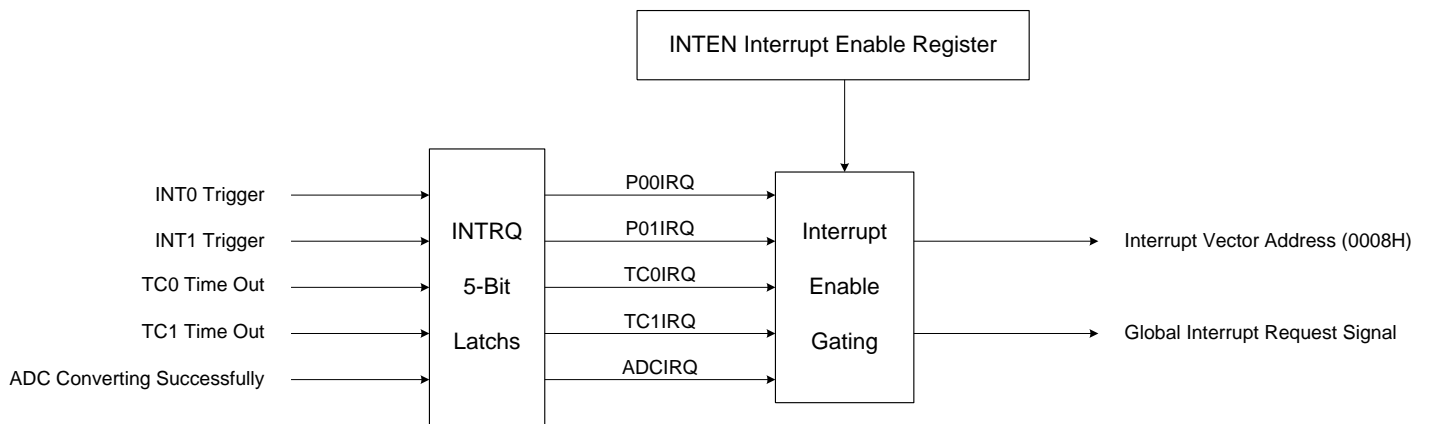 INTEN Interrupt Enable Register
INT0 Trigger
INT1 Trigger
TC0 Time Out
TC1 Time Out
ADC Converting Successfully
INTRQ
5-Bit
Latchs
P00IRQ
P01IRQ
TC0IRQ
TC1IRQ
ADCIRQ
Interrupt
Enable
Gating
Interrupt Vector Address (0008H)
Global Interrupt Request Signal